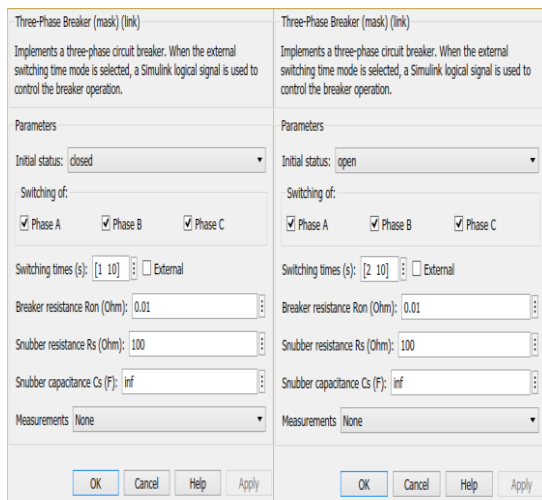 Three-Phase Breaker (mask) (link)
Implements a three-phase circuit breaker. When the external
switching time mode is selected, a Simulink logical signal is used to
control the breaker operation.
Parameters
Initial status: closed
Switching of:
Phase A Phase B Phase C
Switching times (s): [1 10] External
Breaker resistance Ron (Ohm): 0.01
Snubber resistance Rs (Ohm): 100
Snubber capacitance Cs (F): inf
Measurements None
OK Cancel Help Apply
Three-Phase Breaker (mask) (link)
Implements a three-phase circuit breaker. When the external
switching time mode is selected, a Simulink logical signal is used to
control the breaker operation.
Parameters
Initial status: open
Switching of:
Phase A Phase B Phase C
Switching times (s): [2 10] External
Breaker resistance Ron (Ohm): 0.01
Snubber resistance Rs (Ohm): 100
Snubber capacitance Cs (F): inf
Measurements None
OK Cancel Help Apply